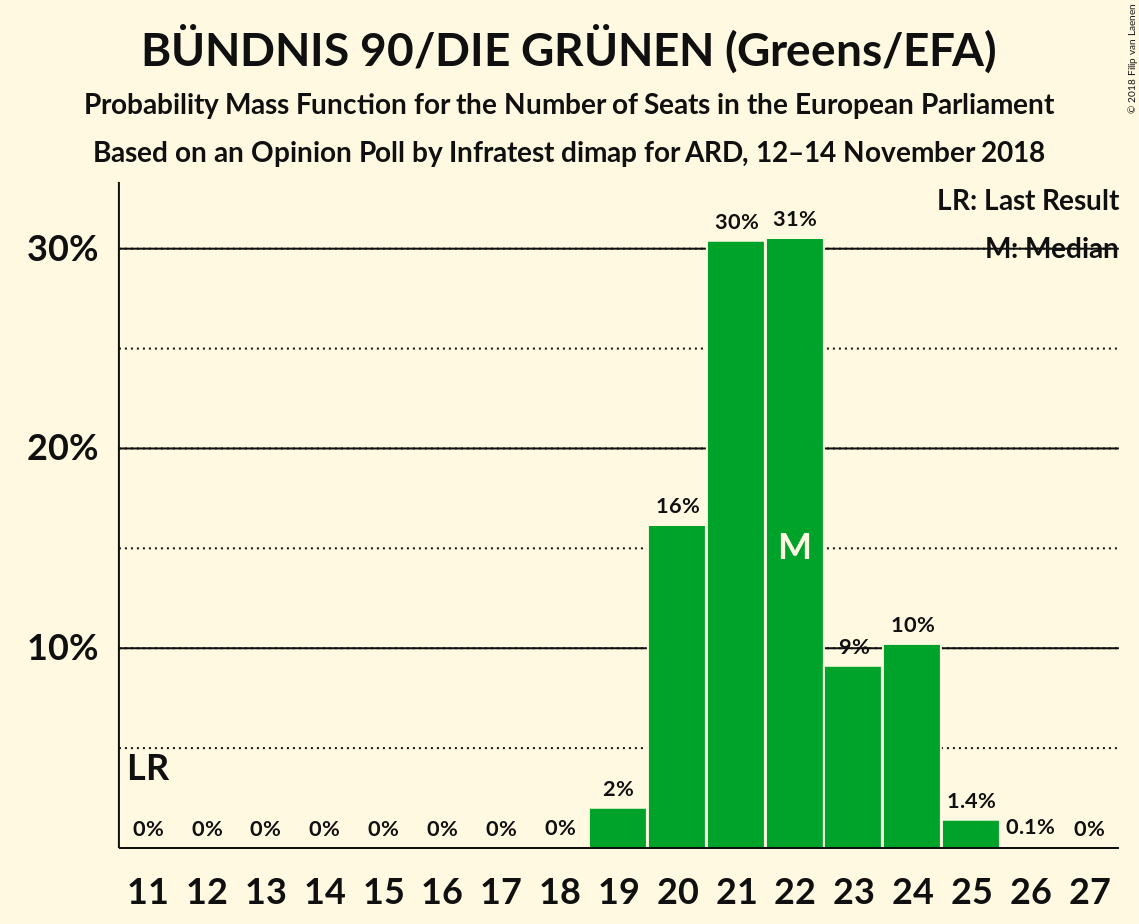 BÜNDNIS 90/DIE GRÜNEN (Greens/EFA)
Probability Mass Function for the Number of Seats in the European Parliament
Based on an Opinion Poll by Infratest dimap for ARD, 12–14 November 2018
© 2018 Filip van Laenen
LR: Last Result
M: Median
30%
20%
10%
LR
M
0% 0% 0% 0% 0% 0% 0% 0% 2% 16% 30% 31% 9% 10% 1.4% 0.1% 0%
11 12 13 14 15 16 17 18 19 20 21 22 23 24 25 26 27